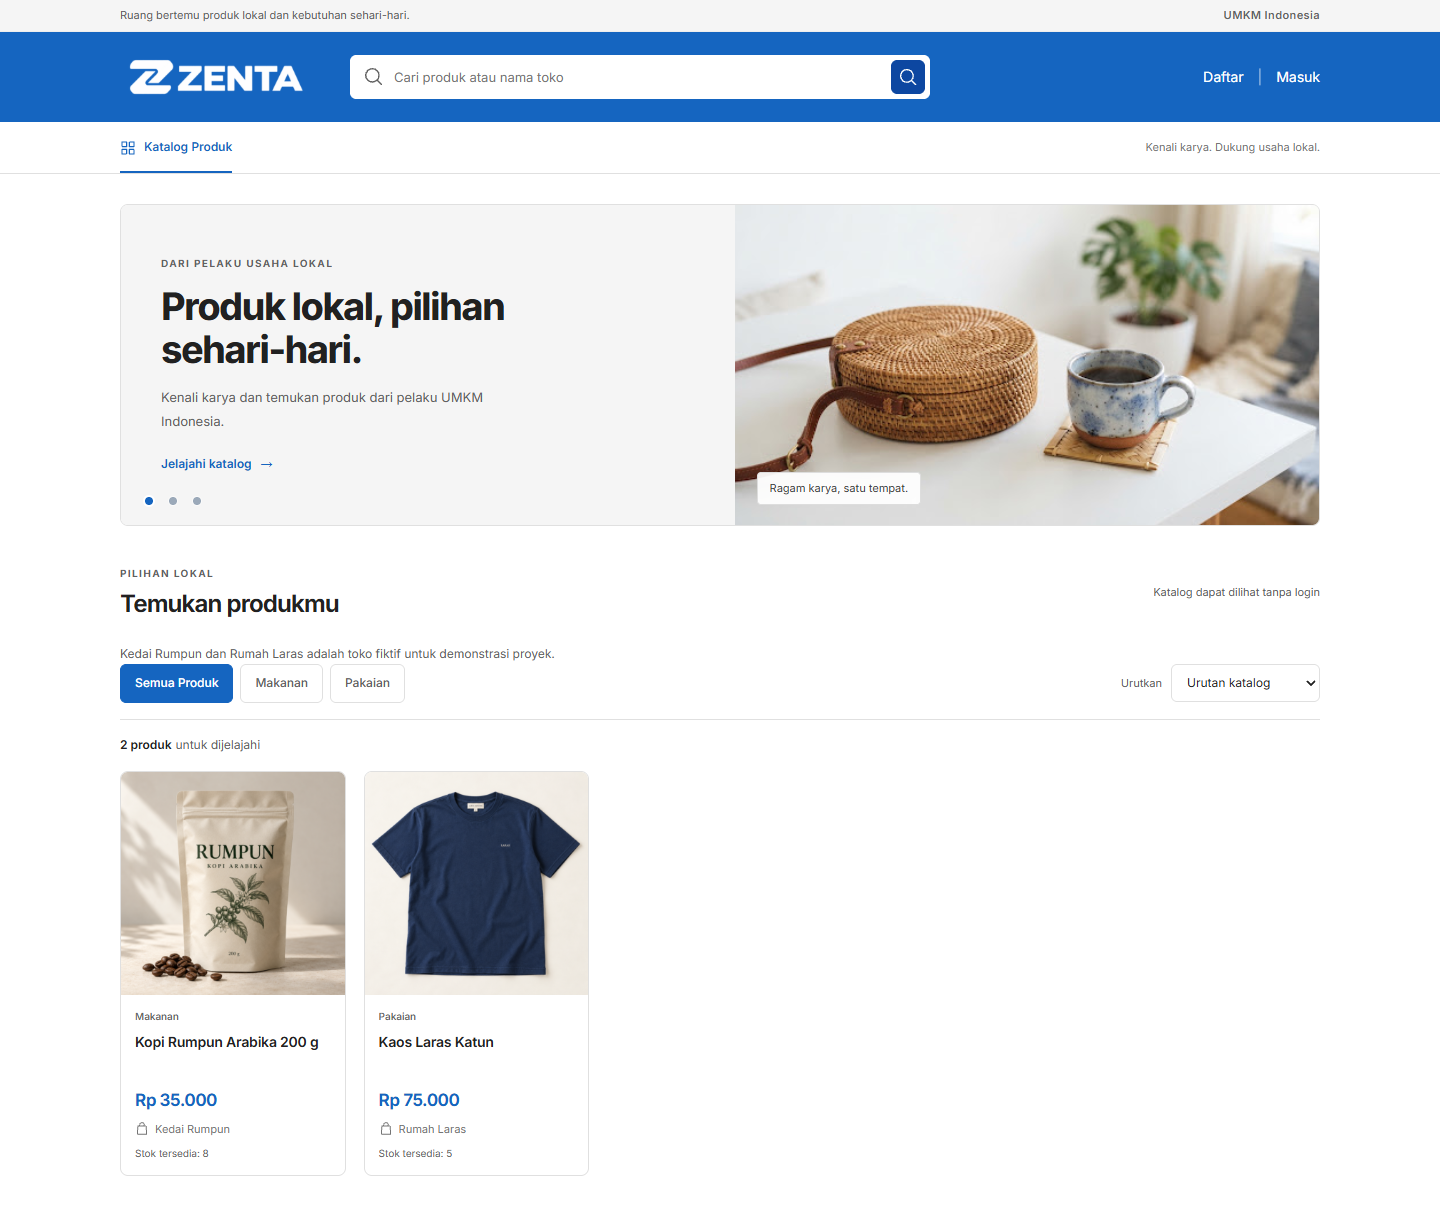 Ruang bertemu produk lokal dan kebutuhan sehari-hari.
UMKM Indonesia
ZENTA
Cari produk atau nama toko
Daftar
Masuk
Katalog Produk
Kenali karya. Dukung usaha lokal.
DARI PELAKU USAHA LOKAL
Produk lokal, pilihan
sehari-hari.
Kenali karya dan temukan produk dari pelaku UMKM
Indonesia.
Jelajahi katalog →
Ragam karya, satu tempat.
PILIHAN LOKAL
Temukan produkmu
Katalog dapat dilihat tanpa login
Kedai Rumpun dan Rumah Laras adalah toko fiktif untuk demonstrasi proyek.
Semua Produk
Makanan
Pakaian
Urutkan
Urutan katalog
2 produk untuk dijelajahi
RUMPUN
KOPI ARABIKA
200 g
Makanan
Kopi Rumpun Arabika 200 g
Rp 35.000
Kedai Rumpun
Stok tersedia: 8
Pakaian
Kaos Laras Katun
Rp 75.000
Rumah Laras
Stok tersedia: 5